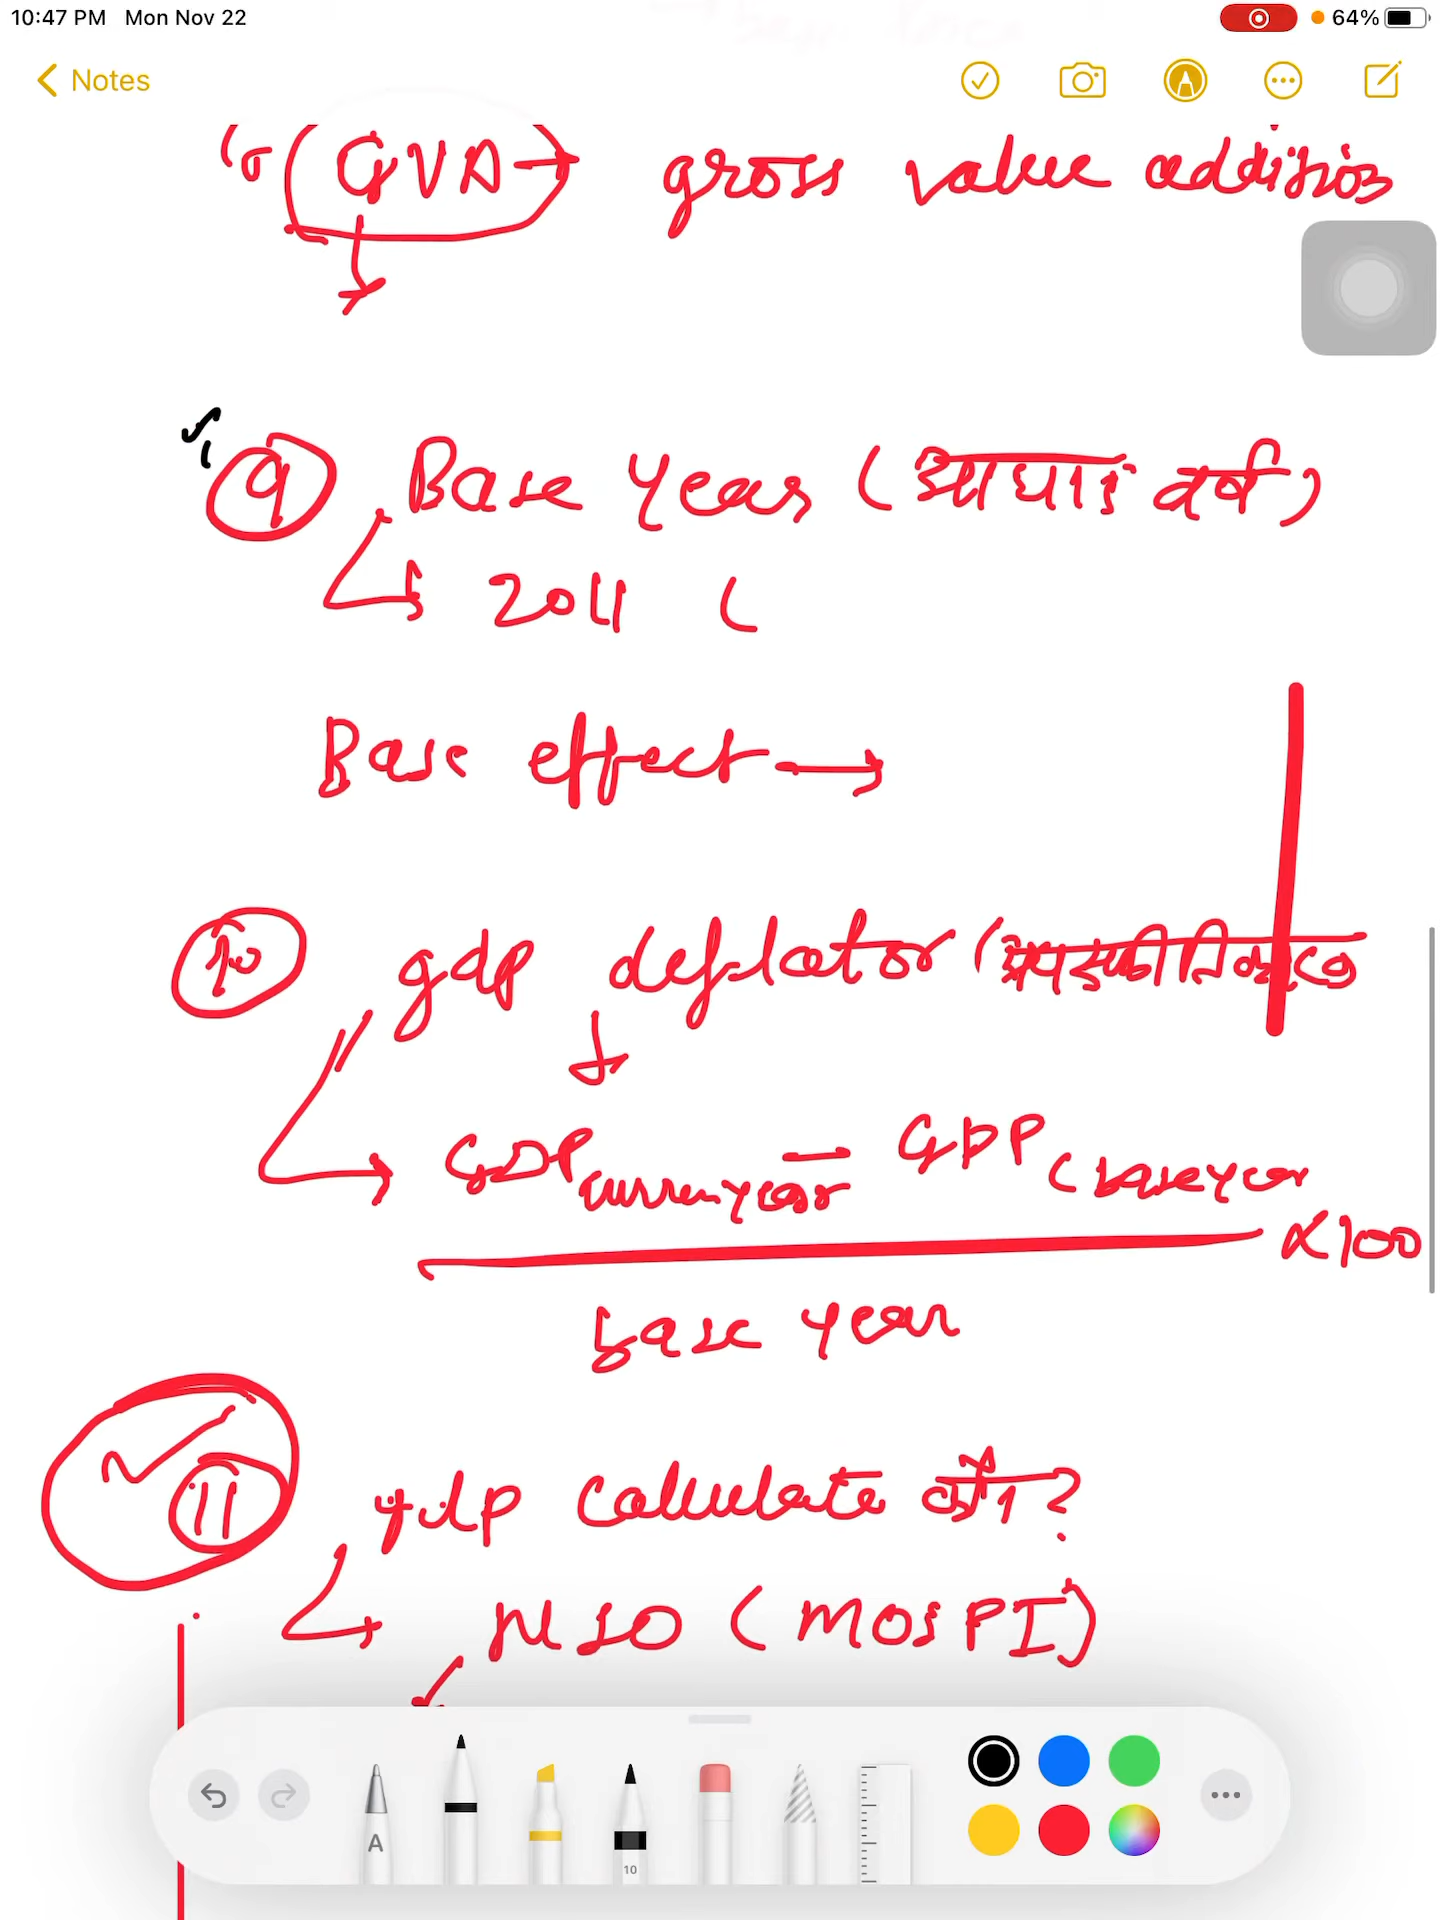 10:47 PM Mon Nov 22
64%
Notes
GVA → gross value addition
9 Base year (आधार वर्ष)
2011 (
Base effect →
10 gdp deflator (
GDP current year − GDP (base year
× 100
base year
11 gdp calculate कौन?
NSO (MOSPI)
A
10